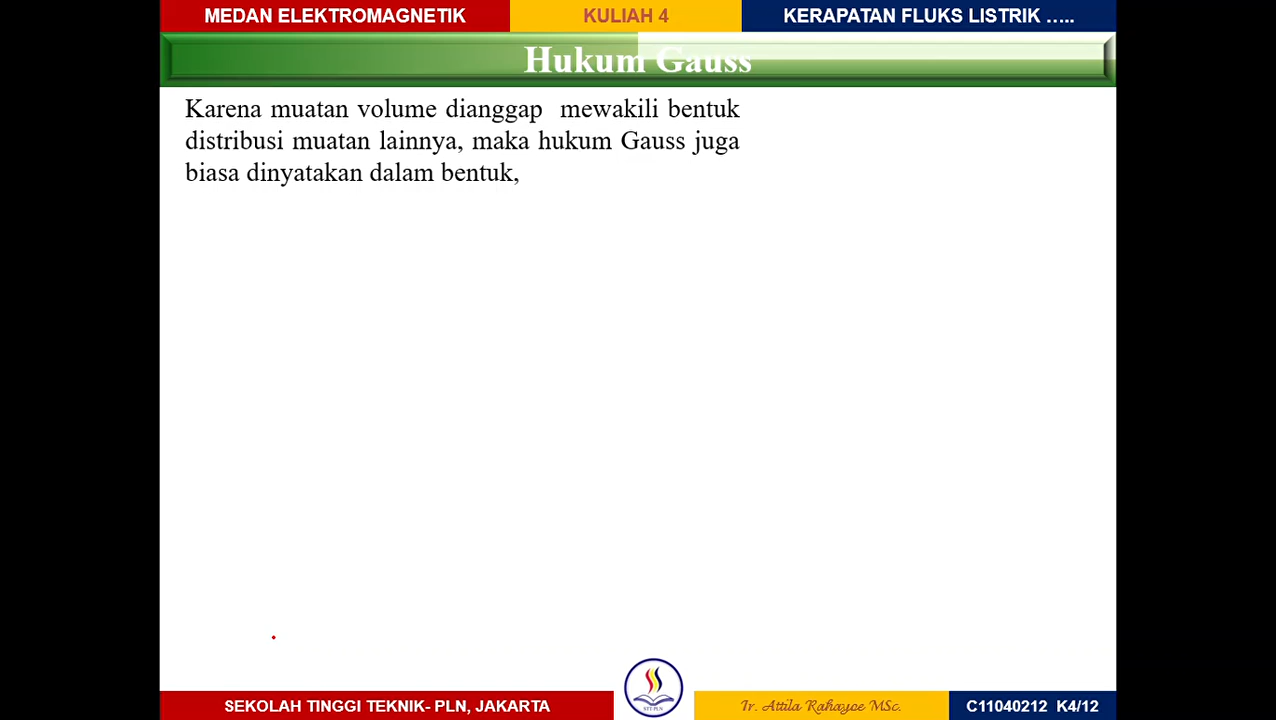 MEDAN ELEKTROMAGNETIK KULIAH 4 KERAPATAN FLUKS LISTRIK …..
Hukum Gauss
Karena muatan volume dianggap mewakili bentuk
distribusi muatan lainnya, maka hukum Gauss juga
biasa dinyatakan dalam bentuk,
STT-PLN
SEKOLAH TINGGI TEKNIK- PLN, JAKARTA Ir. Attila Rahayoe MSc. C11040212 K4/12